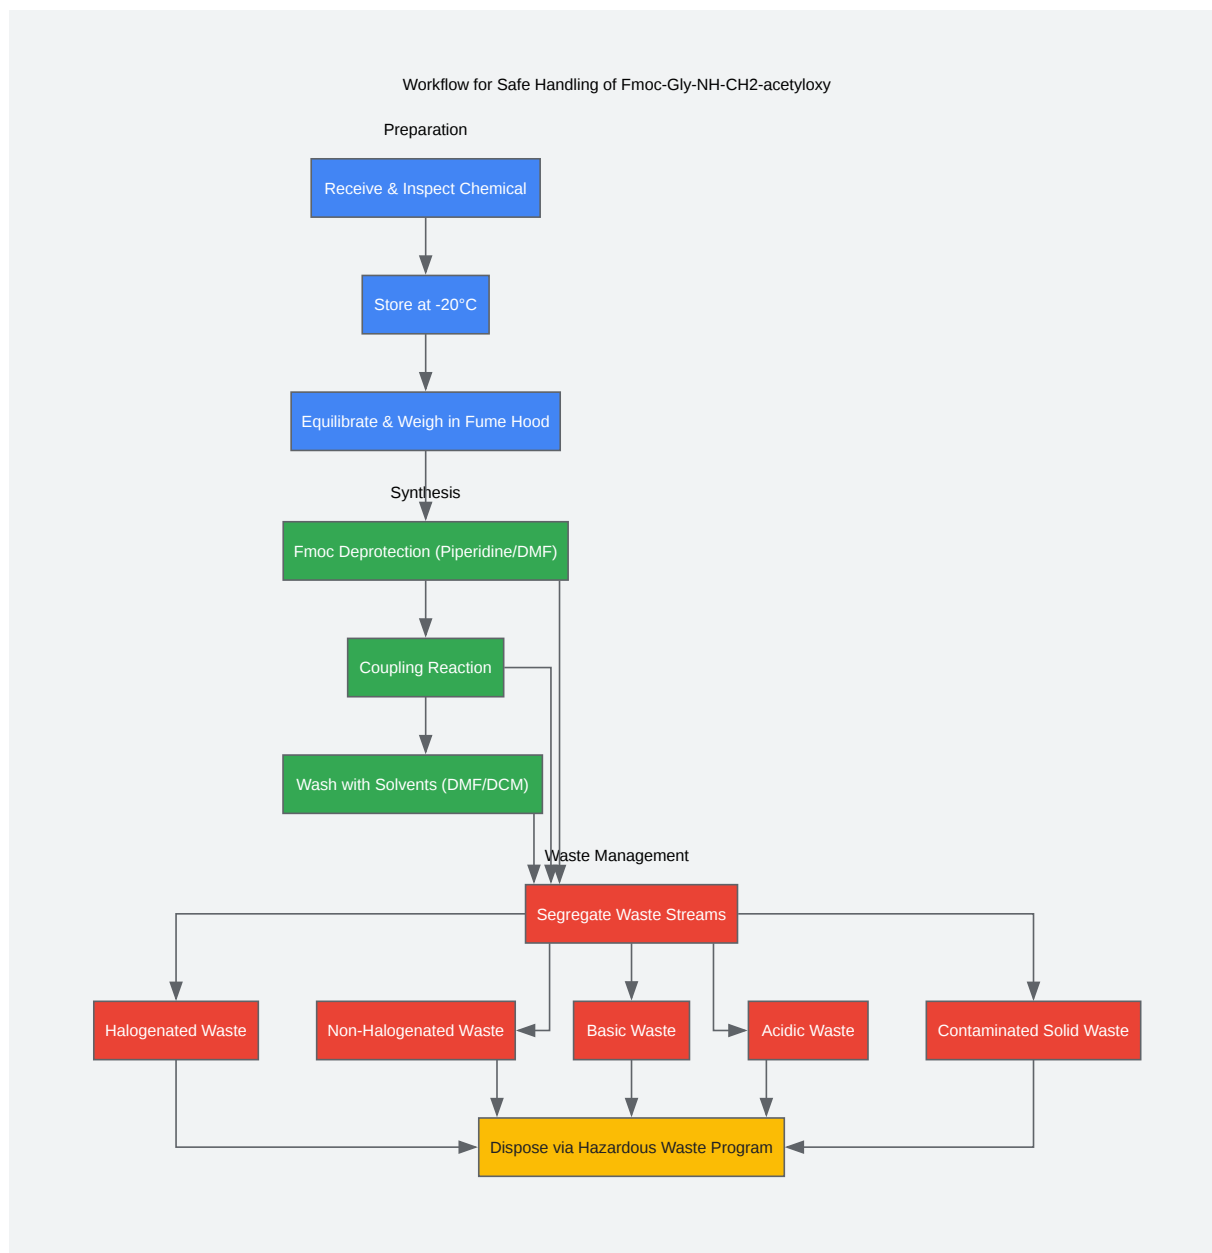 Workflow for Safe Handling of Fmoc-Gly-NH-CH2-acetyloxy
Preparation
Receive & Inspect Chemical
Store at -20°C
Equilibrate & Weigh in Fume Hood
Synthesis
Fmoc Deprotection (Piperidine/DMF)
Coupling Reaction
Wash with Solvents (DMF/DCM)
Waste Management
Segregate Waste Streams
Halogenated Waste
Non-Halogenated Waste
Basic Waste
Acidic Waste
Contaminated Solid Waste
Dispose via Hazardous Waste Program